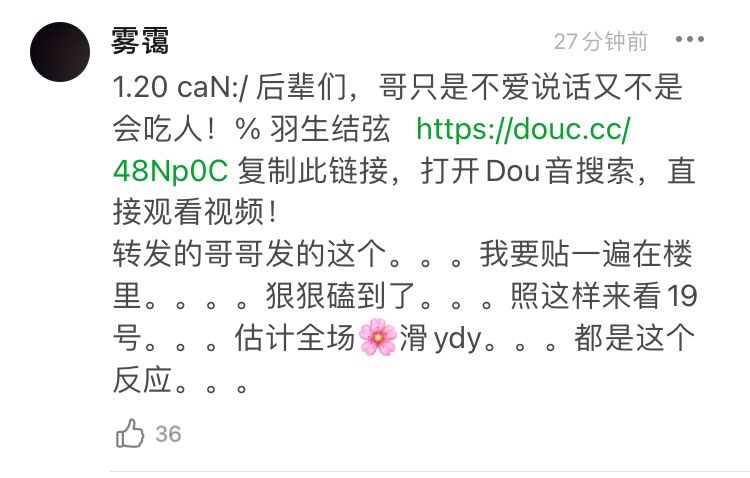 雾霭
27分钟前
1.20 caN:/ 后辈们，哥只是不爱说话又不是
会吃人！% 羽生结弦 https://douc.cc/
48Np0C 复制此链接，打开Dou音搜索，直
接观看视频！
转发的哥哥发的这个。。。我要贴一遍在楼
里。。。。狠狠磕到了。。。照这样来看19
号。。。估计全场🌸滑ydy。。。都是这个
反应。。。
36